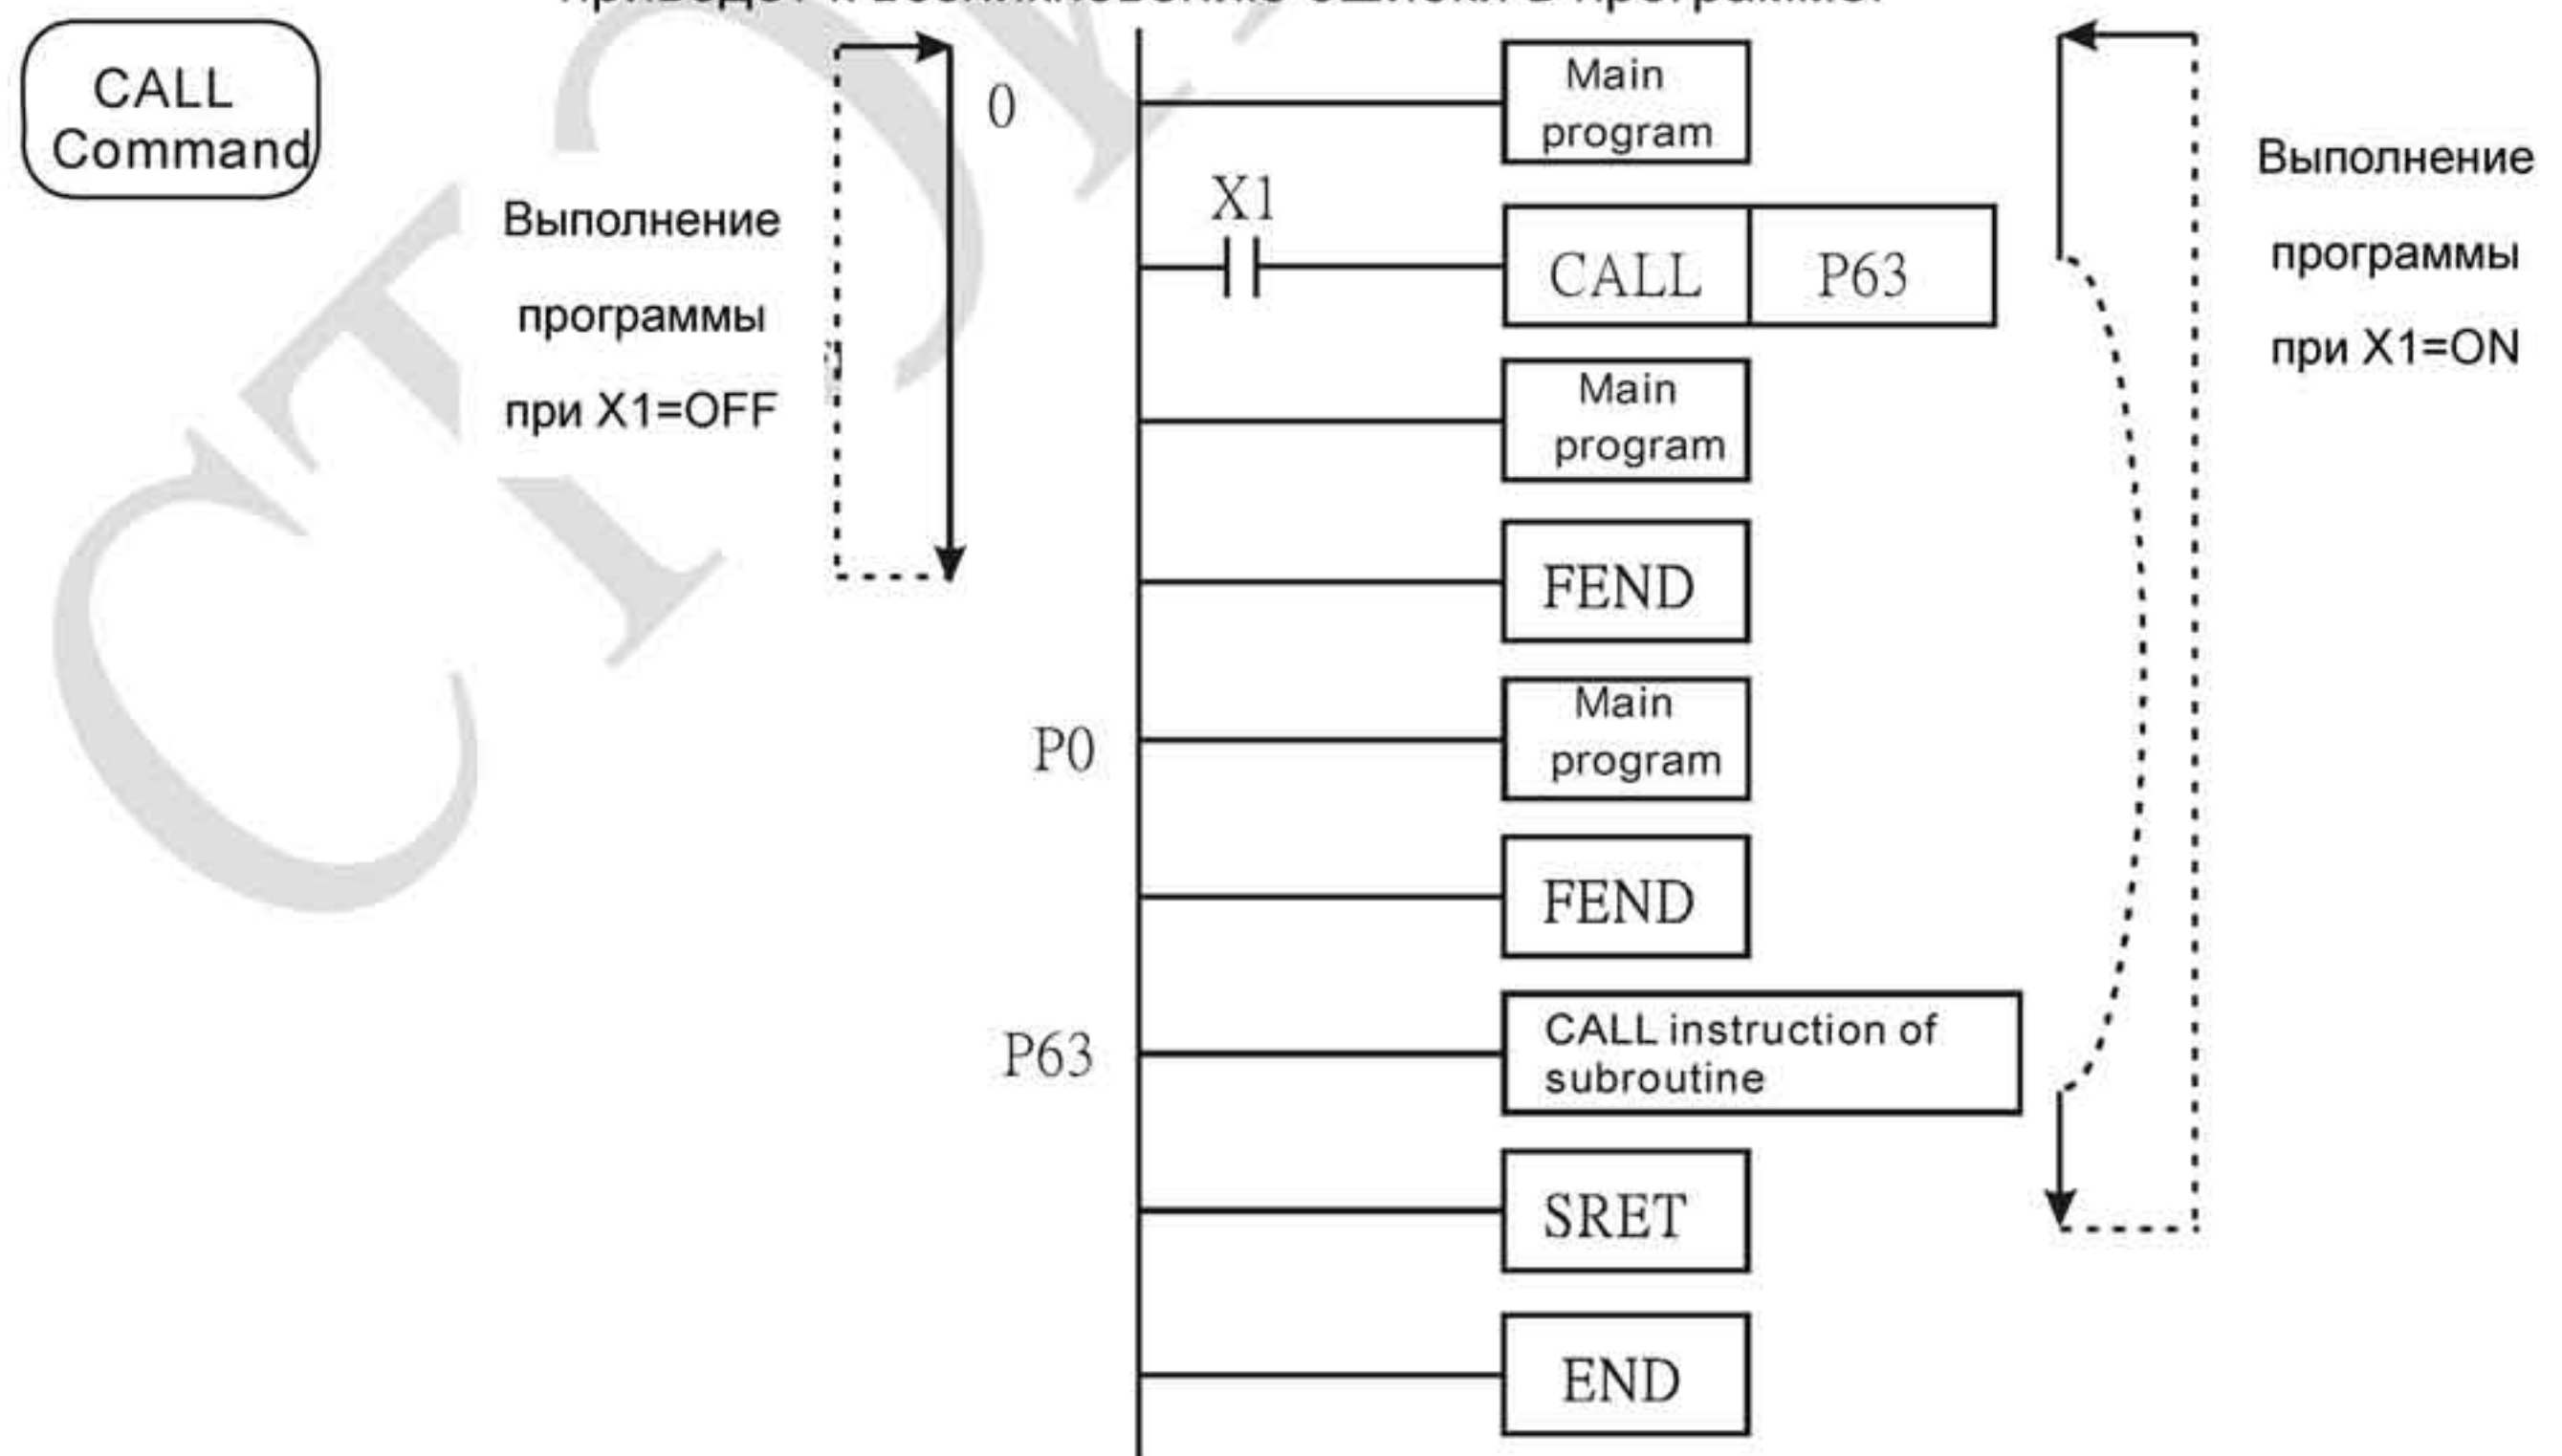 CALL
Command
Выполнение
программы
при X1=OFF
0
Main
program
X1
CALL P63
Main
program
FEND
P0
Main
program
FEND
P63
CALL instruction of
subroutine
SRET
END
Выполнение
программы
при X1=ON